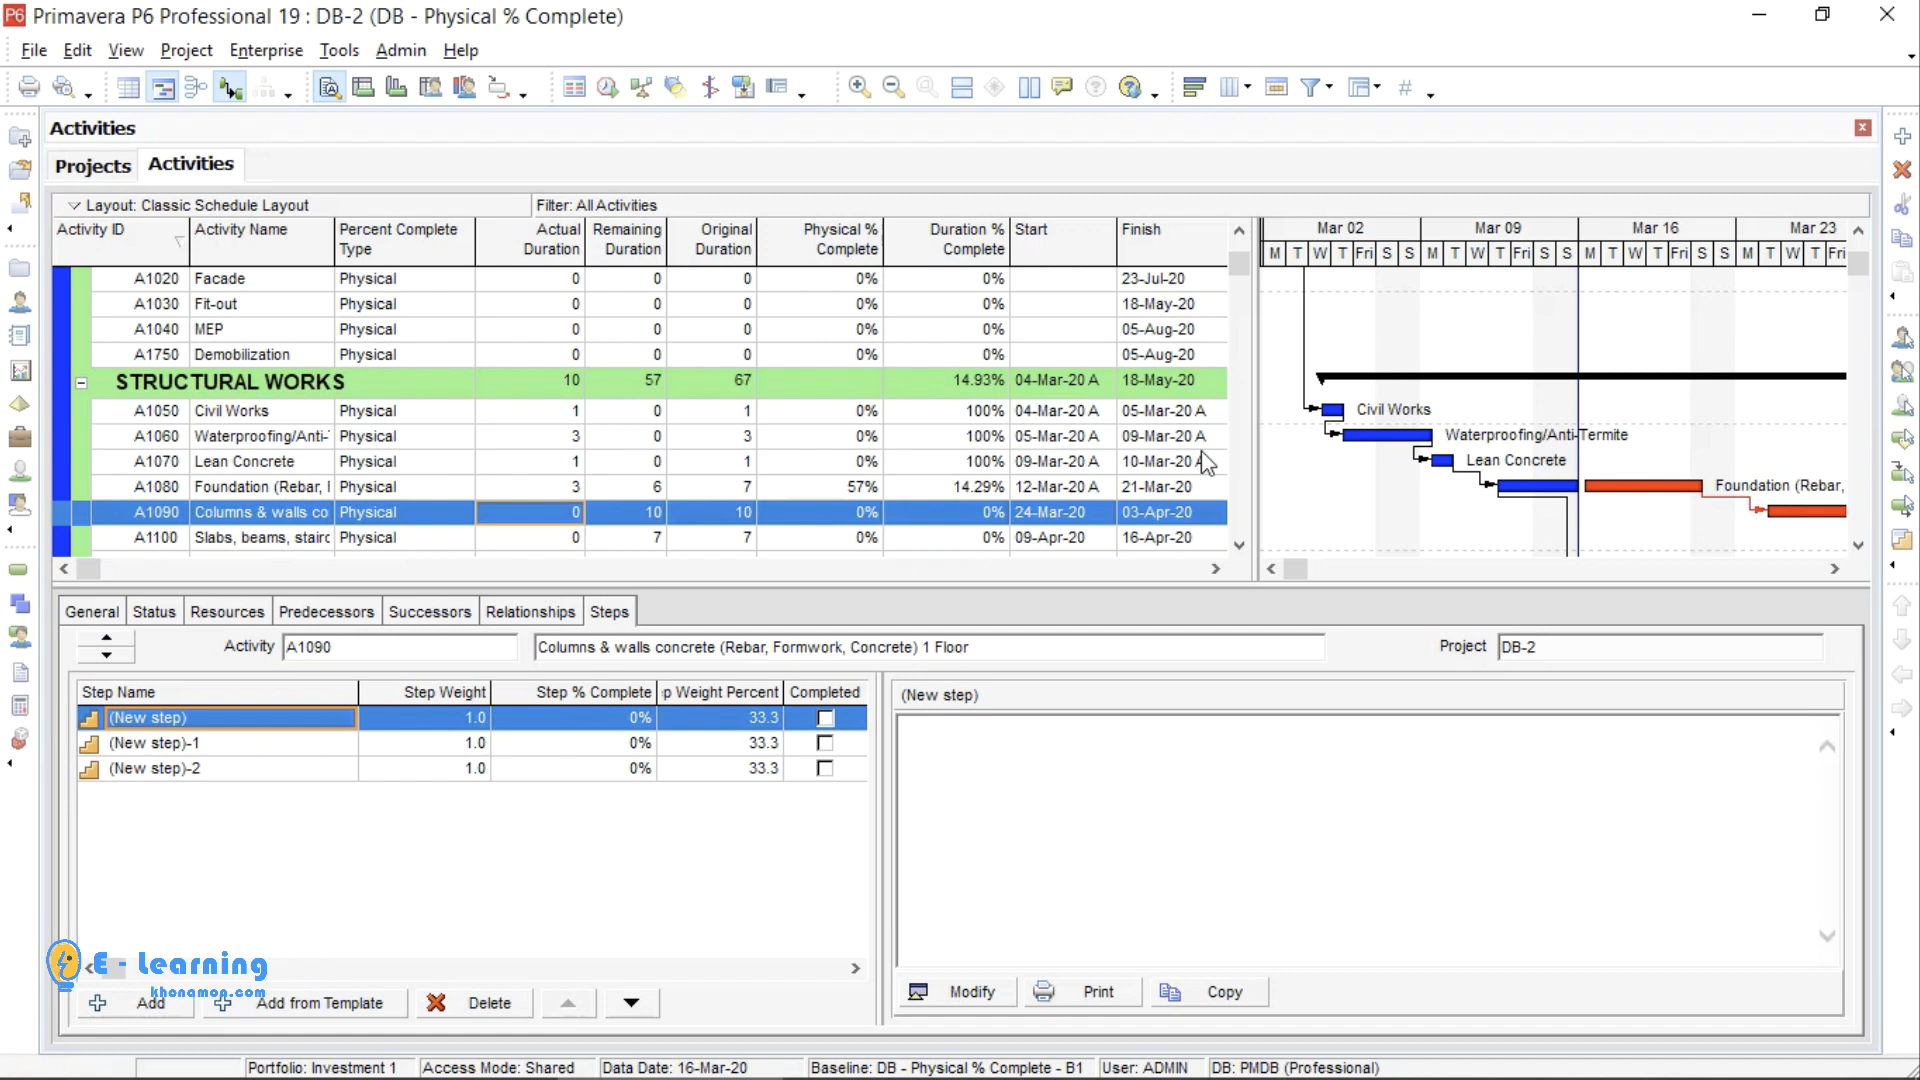 Primavera P6 Professional 19 : DB-2 (DB - Physical % Complete)
File Edit View Project Enterprise Tools Admin Help
Activities
Projects Activities
Layout: Classic Schedule Layout Filter: All Activities
Activity ID Activity Name Percent Complete Type Actual Duration Remaining Duration Original Duration Physical % Complete Duration % Complete Start Finish
A1020 Facade Physical 0 0 0 0% 0% 23-Jul-20
A1030 Fit-out Physical 0 0 0 0% 0% 18-May-20
A1040 MEP Physical 0 0 0 0% 0% 05-Aug-20
A1750 Demobilization Physical 0 0 0 0% 0% 05-Aug-20
STRUCTURAL WORKS 10 57 67 14.93% 04-Mar-20 A 18-May-20
A1050 Civil Works Physical 1 0 1 0% 100% 04-Mar-20 A 05-Mar-20 A
A1060 Waterproofing/Anti- Physical 3 0 3 0% 100% 05-Mar-20 A 09-Mar-20 A
A1070 Lean Concrete Physical 1 0 1 0% 100% 09-Mar-20 A 10-Mar-20 A
A1080 Foundation (Rebar, Physical 3 6 7 57% 14.29% 12-Mar-20 A 21-Mar-20
A1090 Columns & walls co Physical 0 10 10 0% 0% 24-Mar-20 03-Apr-20
A1100 Slabs, beams, stairc Physical 0 7 7 0% 0% 09-Apr-20 16-Apr-20
Mar 02 Mar 09 Mar 16 Mar 23
M T W T Fri S S M T W T Fri S S M T W T Fri S S M T W T Fri
Civil Works
Waterproofing/Anti-Termite
Lean Concrete
Foundation (Rebar,
General Status Resources Predecessors Successors Relationships Steps
Activity A1090 Columns & walls concrete (Rebar, Formwork, Concrete) 1 Floor Project DB-2
Step Name Step Weight Step % Complete p Weight Percent Completed
(New step) 1.0 0% 33.3
(New step)-1 1.0 0% 33.3
(New step)-2 1.0 0% 33.3
(New step)
E - Learning
khonamon.com
Add Add from Template Delete
Modify Print Copy
Portfolio: Investment 1 Access Mode: Shared Data Date: 16-Mar-20 Baseline: DB - Physical % Complete - B1 User: ADMIN DB: PMDB (Professional)